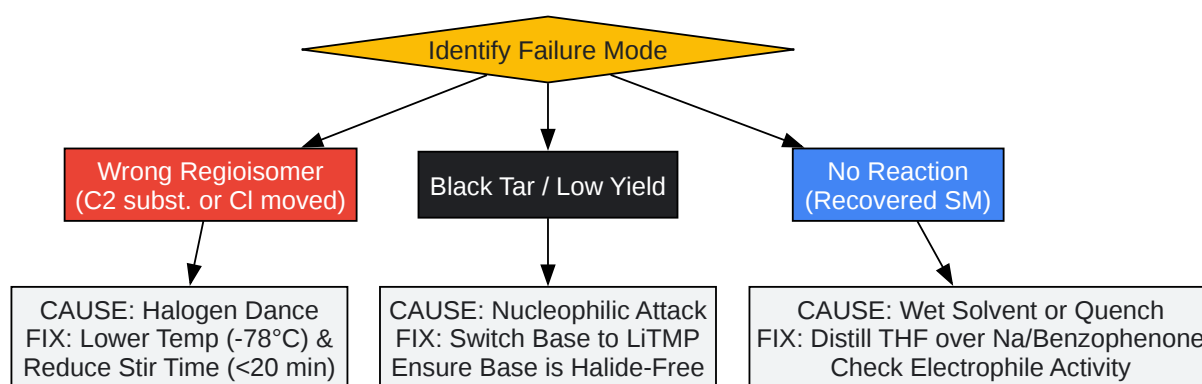 Identify Failure Mode
Wrong Regioisomer
(C2 subst. or Cl moved)
Black Tar / Low Yield
No Reaction
(Recovered SM)
CAUSE: Halogen Dance
FIX: Lower Temp (-78°C) &
Reduce Stir Time (<20 min)
CAUSE: Nucleophilic Attack
FIX: Switch Base to LiTMP
Ensure Base is Halide-Free
CAUSE: Wet Solvent or Quench
FIX: Distill THF over Na/Benzophenone
Check Electrophile Activity